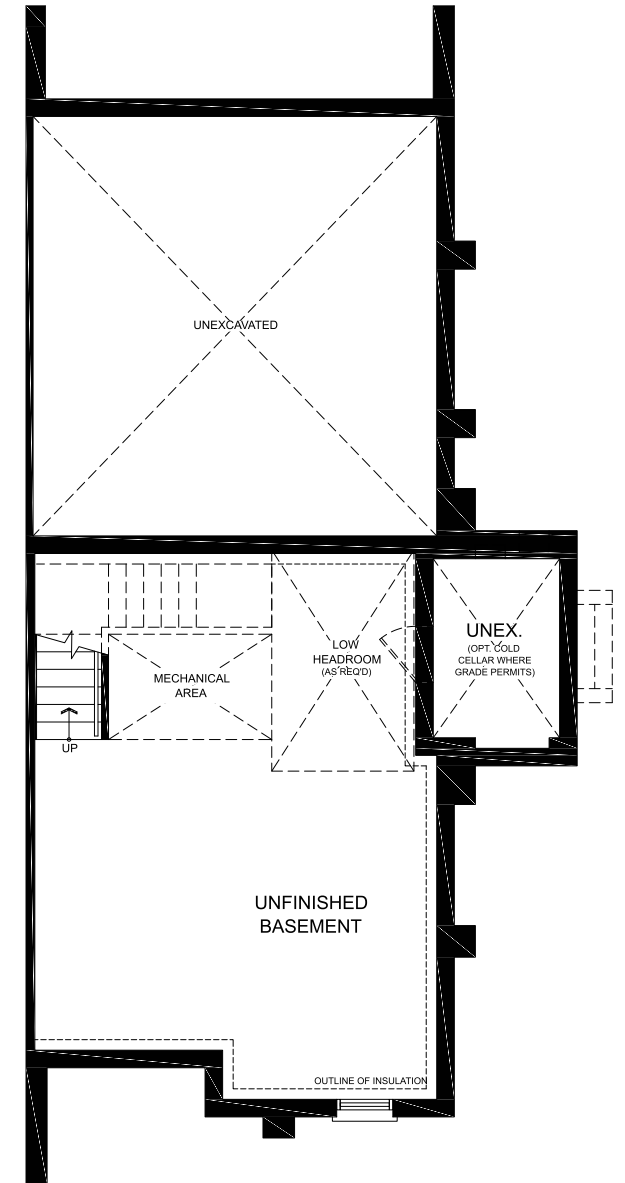 UNEXCAVATED
UNEX.
(OPT. COLD
CELLAR WHERE
GRADE PERMITS)
LOW
HEADROOM
(AS REQ'D)
MECHANICAL
AREA
UP
UNFINISHED
BASEMENT
OUTLINE OF INSULATION